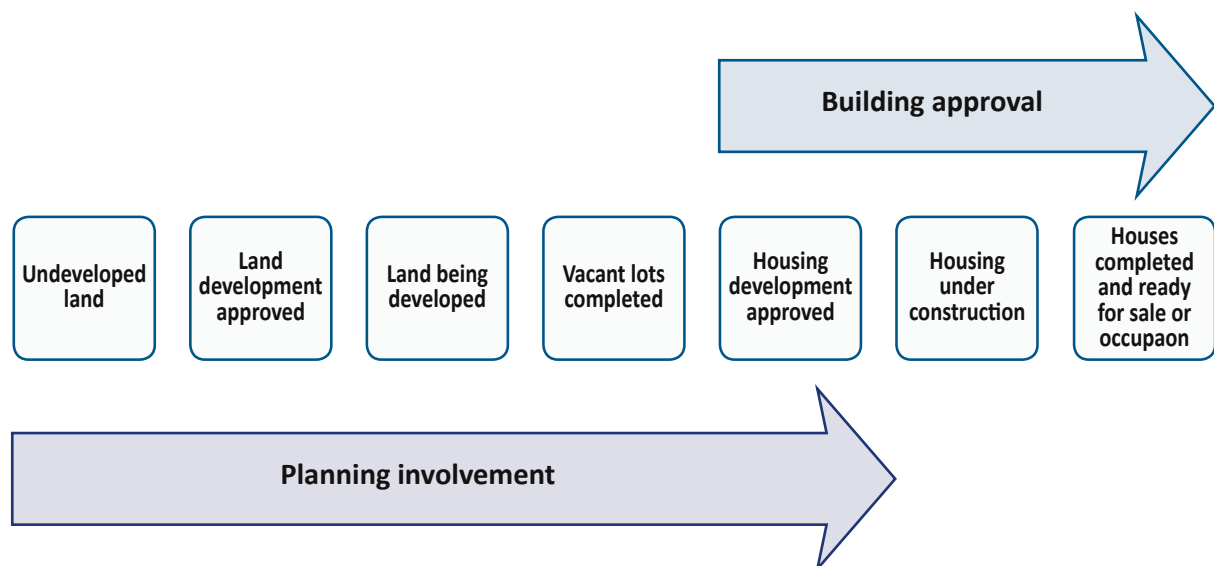 Building approval
Undeveloped
land
Land
development
approved
Land being
developed
Vacant lots
completed
Housing
development
approved
Housing
under
construction
Houses
completed
and ready
for sale or
occupaon
Planning involvement